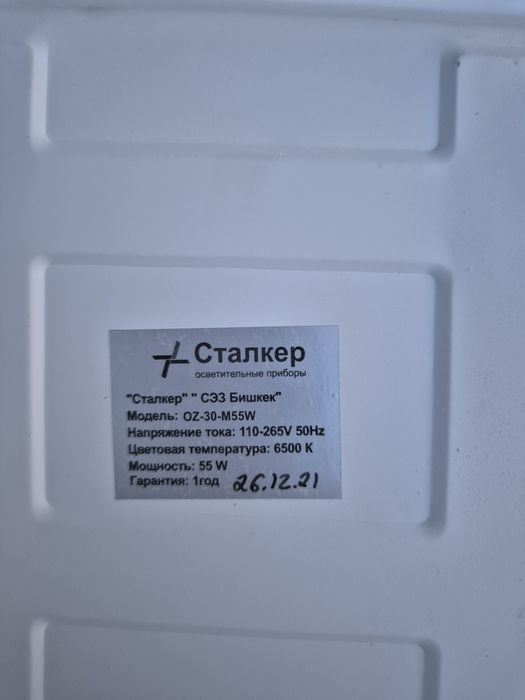 Сталкер
осветительные приборы
"Сталкер" " СЭЗ Бишкек"
Модель: OZ-30-M55W
Напряжение тока: 110-265V 50Hz
Цветовая температура: 6500 К
Мощность: 55 W
Гарантия: 1год 26.12.21